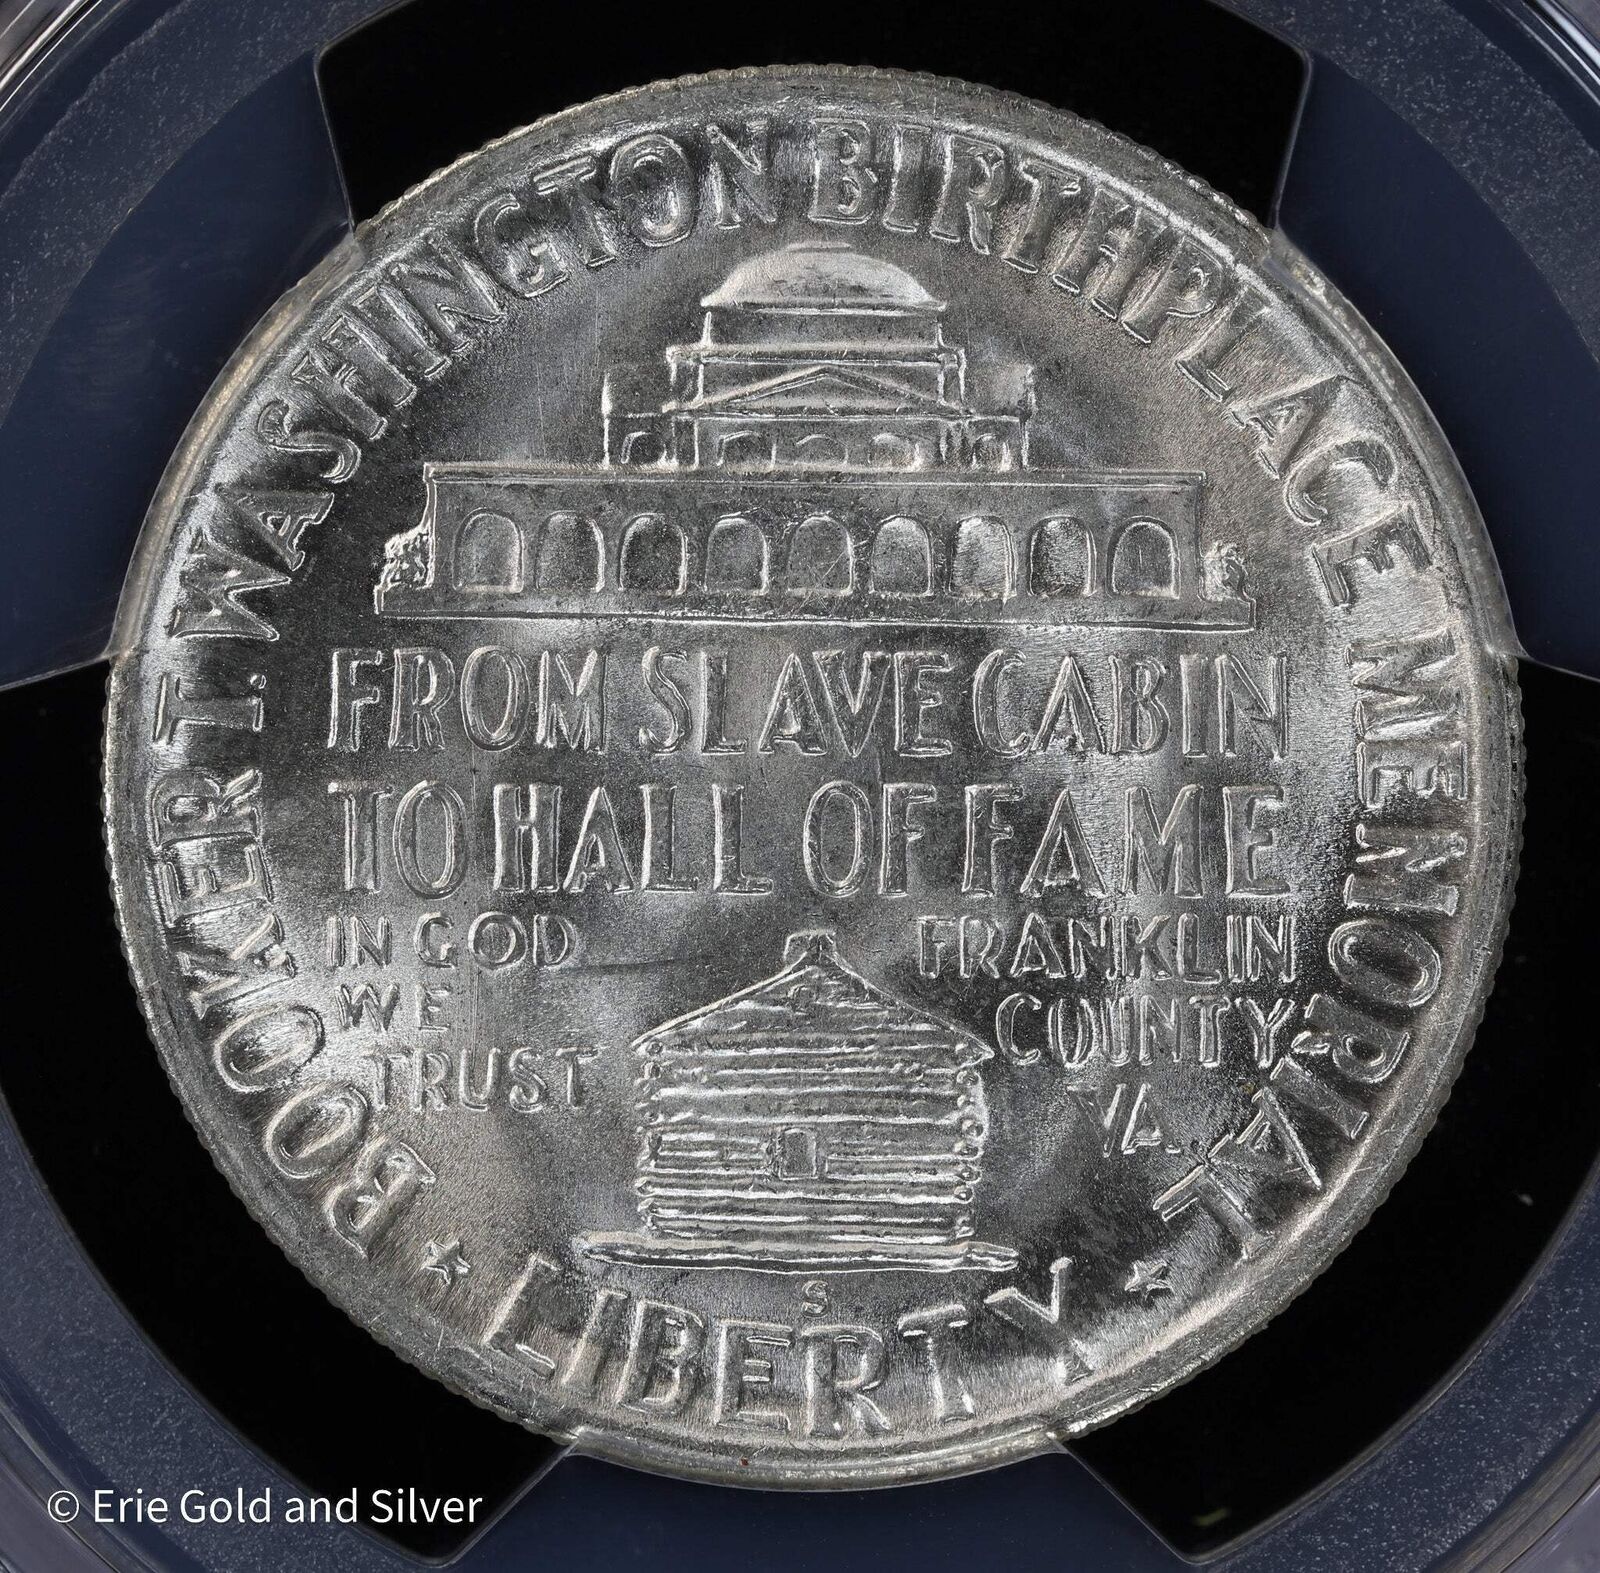 BOOKER T. WASHINGTON BIRTHPLACE MEMORIAL
FROM SLAVE CABIN
TO HALL OF FAME
IN GOD
WE
TRUST
FRANKLIN
COUNTY
VA.
S
★ LIBERTY ★
© Erie Gold and Silver